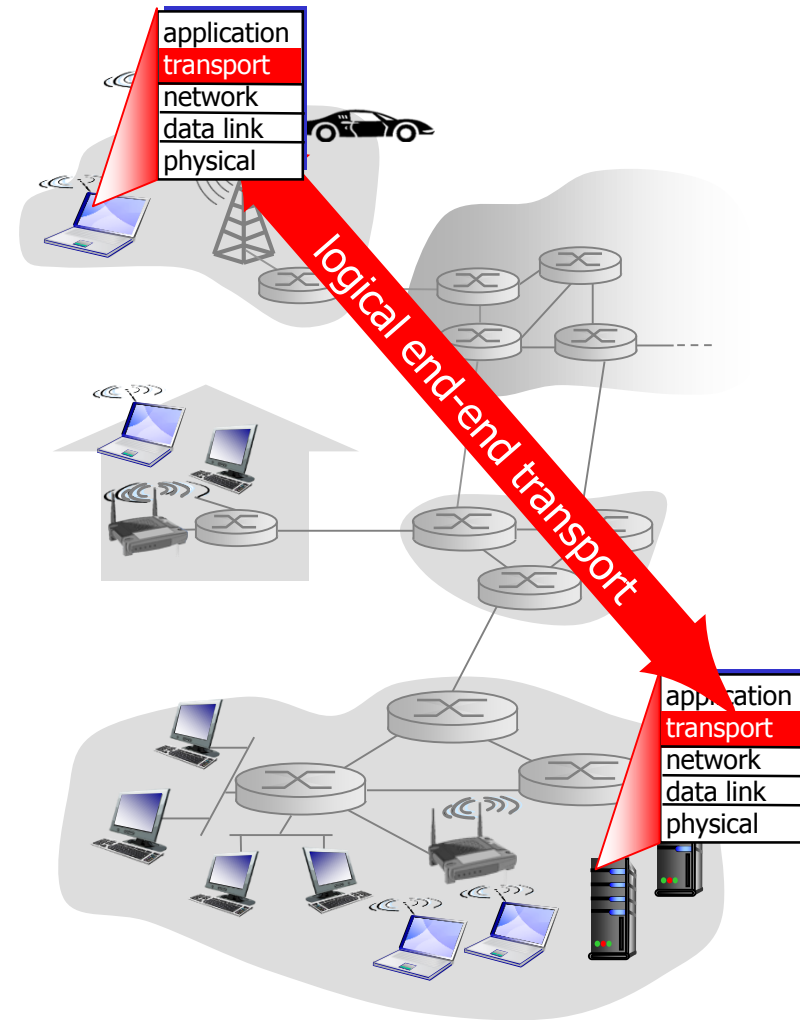 application
transport
network
data link
physical
logical end-end transport
application
transport
network
data link
physical